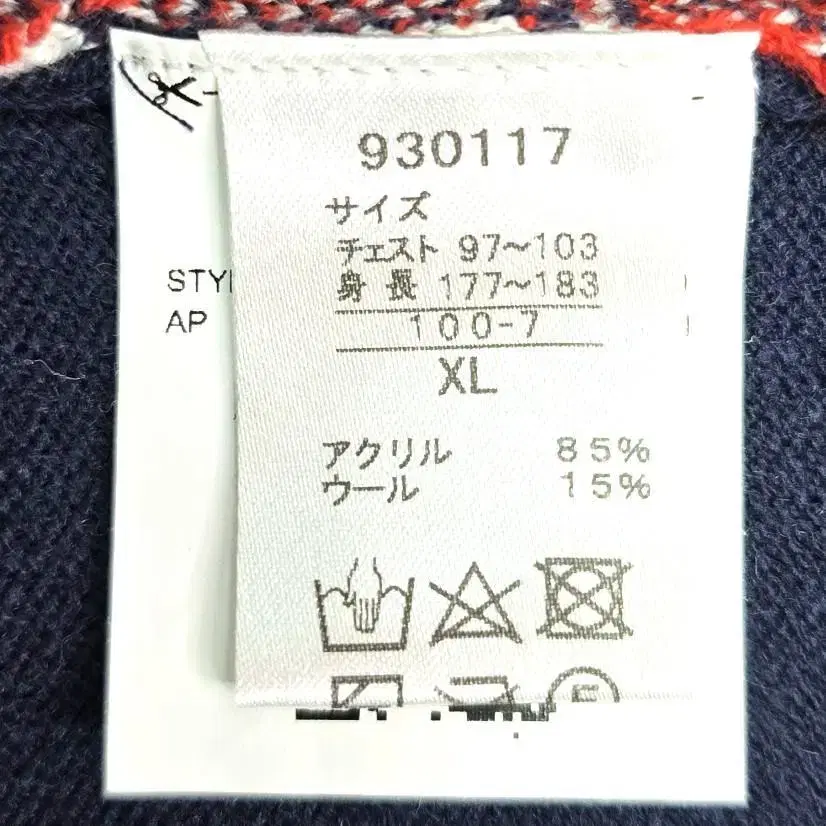 930117
サイズ
チェスト 97～103
身 長 177～183
100-7
XL
STYL
AP
アクリル 85%
ウール 15%